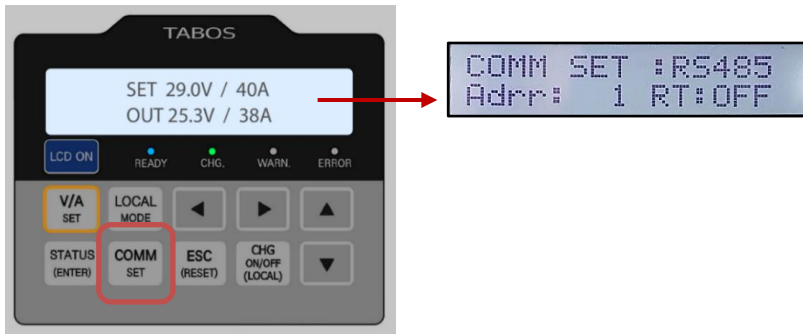 TABOS
SET 29.0V / 40A
OUT 25.3V / 38A
LCD ON
READY
CHG.
WARN.
ERROR
V/A
SET
LOCAL
MODE
STATUS
(ENTER)
COMM
SET
ESC
(RESET)
CHG
ON/OFF
(LOCAL)
COMM SET :RS485
Adrr: 1 RT:OFF